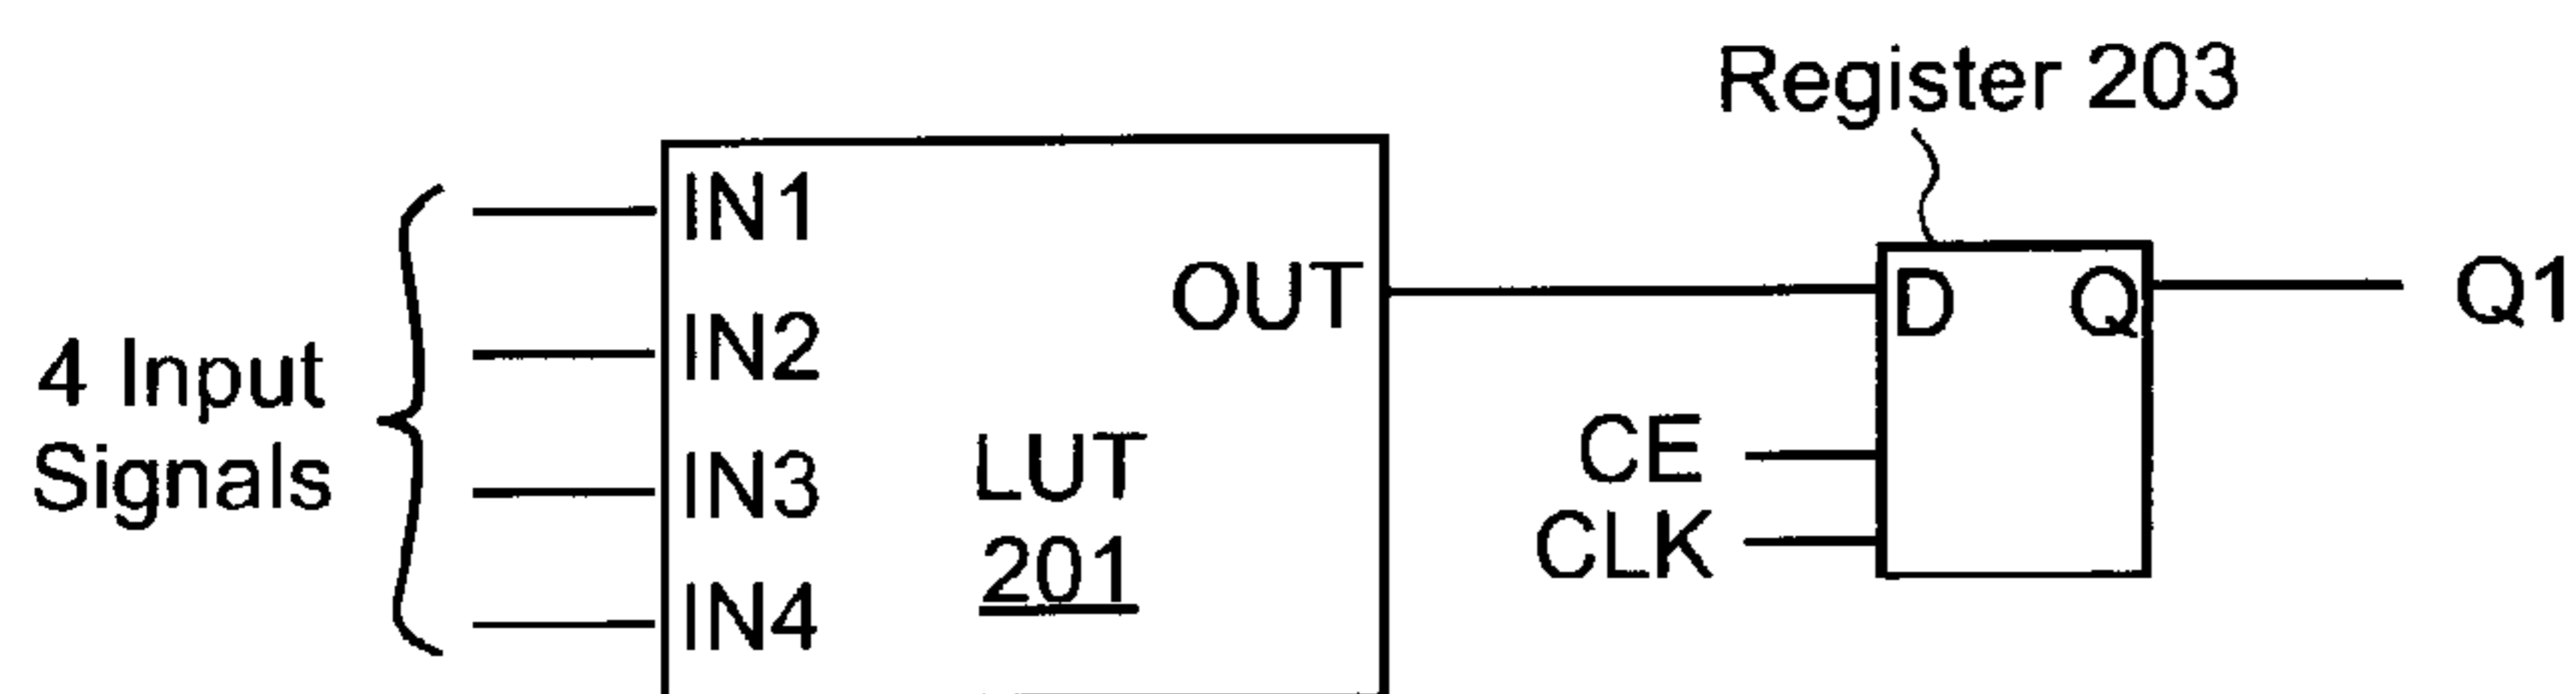 Register 203
4 Input
Signals
IN1
IN2
IN3
IN4
OUT
LUT
201
D
Q
CE
CLK
Q1